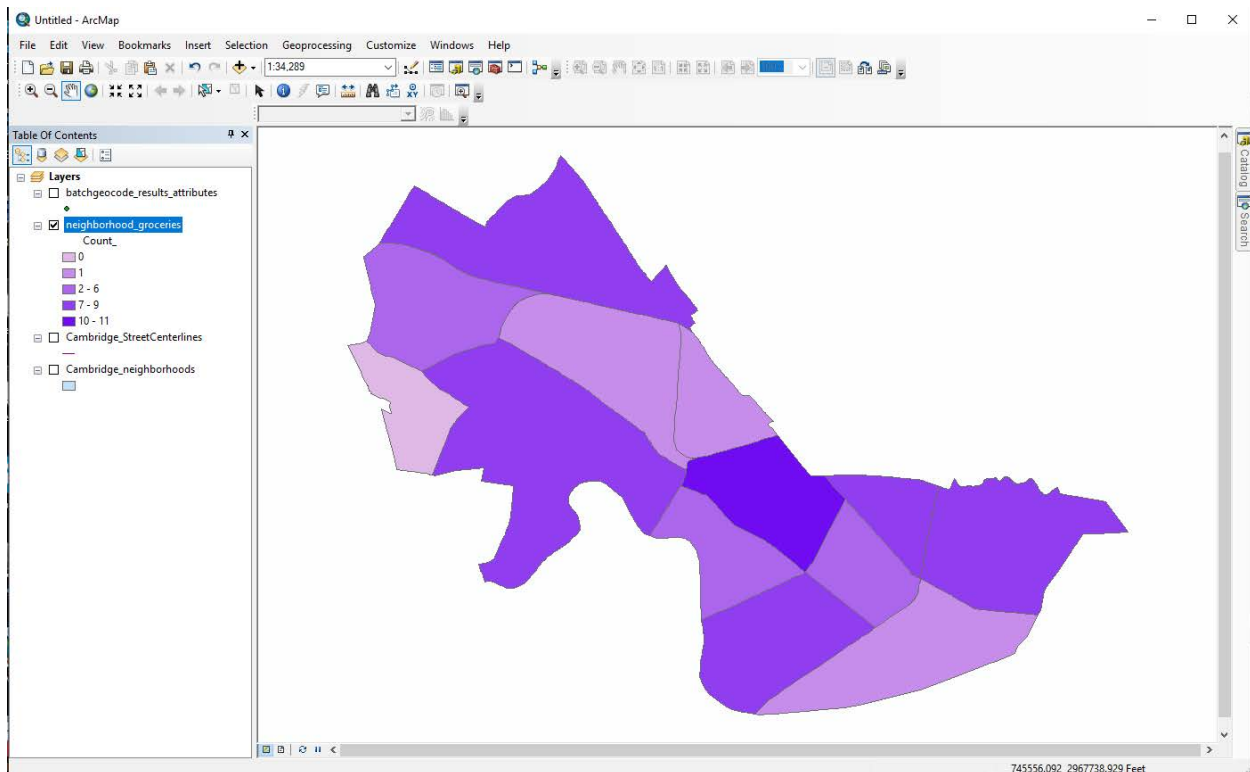 Untitled - ArcMap
File Edit View Bookmarks Insert Selection Geoprocessing Customize Windows Help
1:34,289
Table Of Contents
Layers
batchgeocode_results_attributes
neighborhood_groceries
Count_
0
1
2 - 6
7 - 9
10 - 11
Cambridge_StreetCenterlines
Cambridge_neighborhoods
Catalog
Search
745556.092 2967738.929 Feet